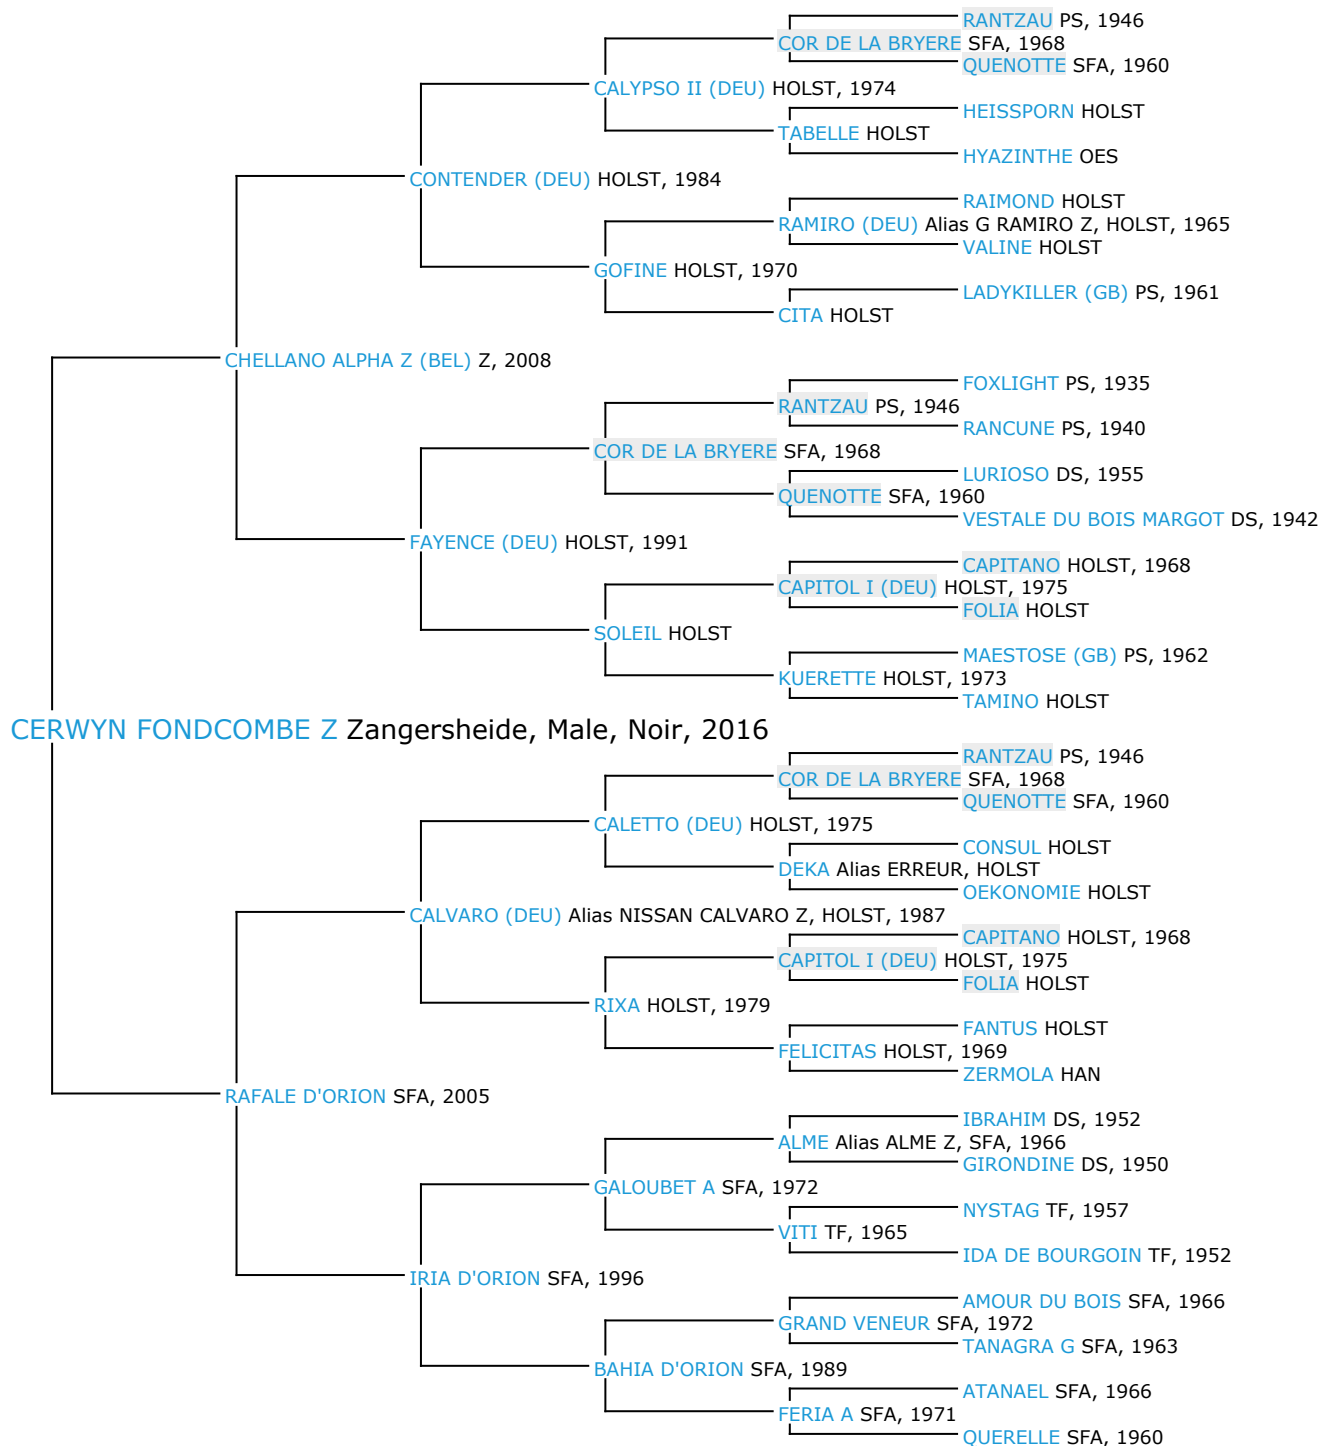 RANTZAU PS, 1946
COR DE LA BRYERE SFA, 1968
QUENOTTE SFA, 1960
CALYPSO II (DEU) HOLST, 1974
HEISSPORN HOLST
TABELLE HOLST
HYAZINTHE OES
CONTENDER (DEU) HOLST, 1984
RAIMOND HOLST
RAMIRO (DEU) Alias G RAMIRO Z, HOLST, 1965
VALINE HOLST
GOFINE HOLST, 1970
LADYKILLER (GB) PS, 1961
CITA HOLST
CHELLANO ALPHA Z (BEL) Z, 2008
FOXLIGHT PS, 1935
RANTZAU PS, 1946
RANCUNE PS, 1940
COR DE LA BRYERE SFA, 1968
LURIOSO DS, 1955
QUENOTTE SFA, 1960
VESTALE DU BOIS MARGOT DS, 1942
FAYENCE (DEU) HOLST, 1991
CAPITANO HOLST, 1968
CAPITOL I (DEU) HOLST, 1975
FOLIA HOLST
SOLEIL HOLST
MAESTOSE (GB) PS, 1962
KUERETTE HOLST, 1973
TAMINO HOLST
CERWYN FONDCOMBE Z Zangersheide, Male, Noir, 2016
RANTZAU PS, 1946
COR DE LA BRYERE SFA, 1968
QUENOTTE SFA, 1960
CALETTO (DEU) HOLST, 1975
CONSUL HOLST
DEKA Alias ERREUR, HOLST
OEKONOMIE HOLST
CALVARO (DEU) Alias NISSAN CALVARO Z, HOLST, 1987
CAPITANO HOLST, 1968
CAPITOL I (DEU) HOLST, 1975
FOLIA HOLST
RIXA HOLST, 1979
FANTUS HOLST
FELICITAS HOLST, 1969
ZERMOLA HAN
RAFALE D'ORION SFA, 2005
IBRAHIM DS, 1952
ALME Alias ALME Z, SFA, 1966
GIRONDINE DS, 1950
GALOUBET A SFA, 1972
NYSTAG TF, 1957
VITI TF, 1965
IDA DE BOURGOIN TF, 1952
IRIA D'ORION SFA, 1996
AMOUR DU BOIS SFA, 1966
GRAND VENEUR SFA, 1972
TANAGRA G SFA, 1963
BAHIA D'ORION SFA, 1989
ATANAEL SFA, 1966
FERIA A SFA, 1971
QUERELLE SFA, 1960